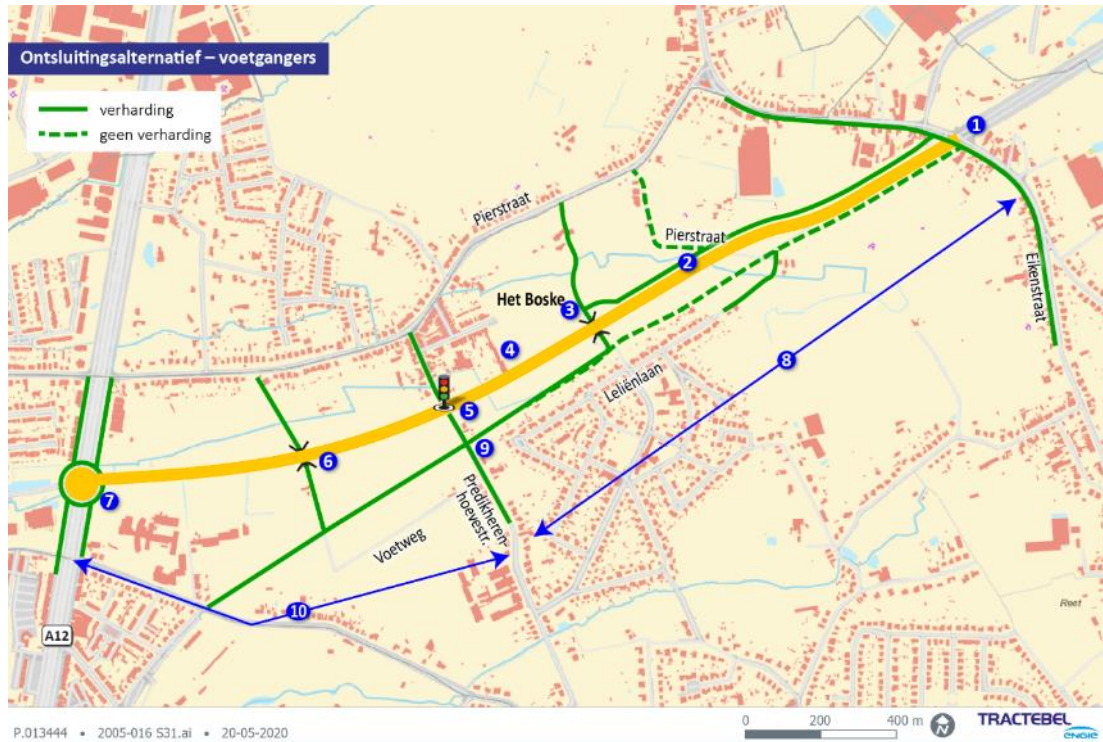 Ontsluitingsalternatief – voetgangers
verharding
geen verharding
1
Pierstraat
Pierstraat
2
Eikenstraat
Het Boske
3
4
8
Leliënlaan
5
9
6
7
Predikheren-
hoevestr.
Voetweg
10
Reet
A12
0 200 400 m
N
TRACTEBEL
ENGIE
P.013444 • 2005-016 S31.ai • 20-05-2020